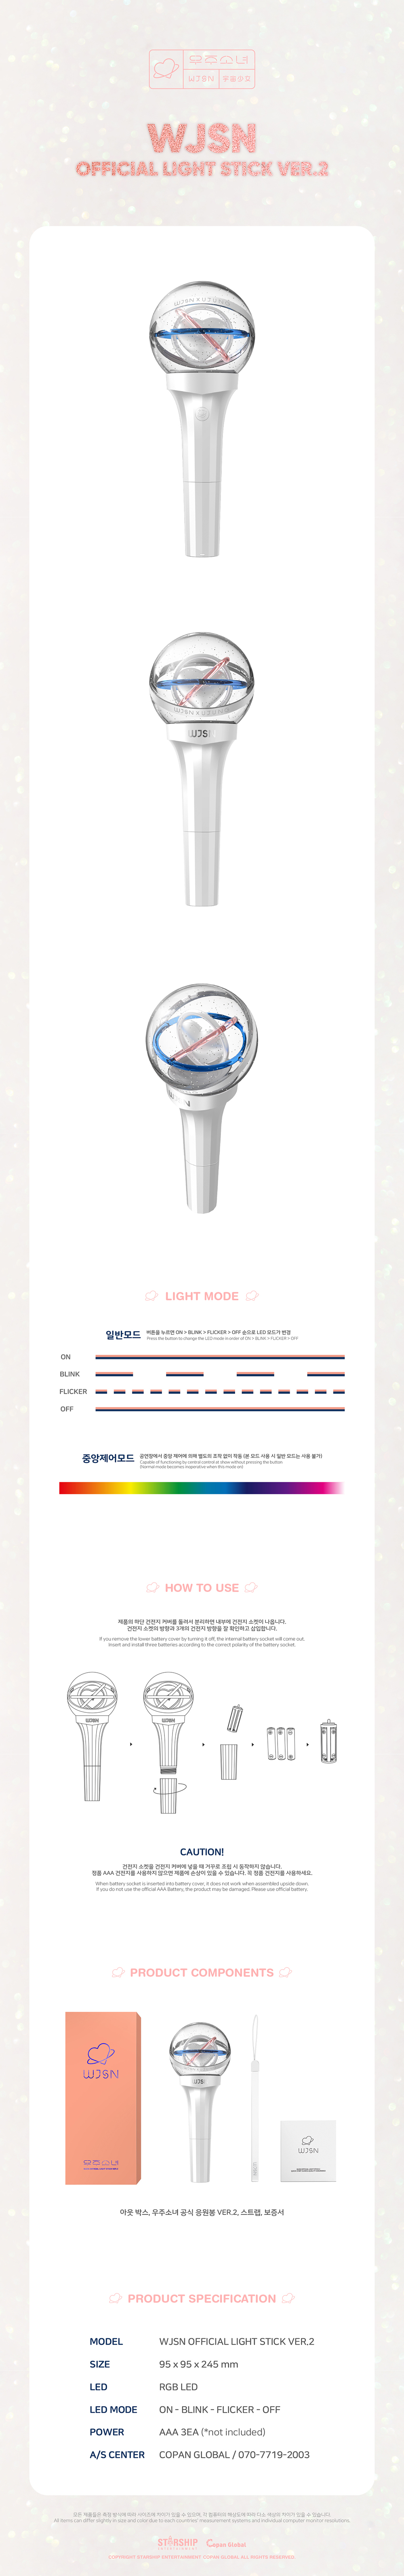 우주소녀
WJSN
宇宙少女
WJSN
OFFICIAL LIGHT STICK VER.2
WJSN X UJUNG
WJSN X UJUNG
WJSN
LIGHT MODE
일반모드
버튼을 누르면 ON > BLINK > FLICKER > OFF 순으로 LED 모드가 변경
Press the button to change the LED mode in order of ON > BLINK > FLICKER > OFF
ON
BLINK
FLICKER
OFF
중앙제어모드
공연장에서 중앙 제어에 의해 별도의 조작 없이 작동 (본 모드 사용 시 일반 모드는 사용 불가)
Capable of functioning by central control at show without pressing the button.
(Normal mode becomes inoperative when this mode on)
HOW TO USE
제품의 하단 건전지 커버를 돌려서 분리하면 내부에 건전지 소켓이 나옵니다.
건전지 소켓의 방향과 3개의 건전지 방향을 잘 확인하고 삽입합니다.
If you remove the lower battery cover by turning it off, the internal battery socket will come out.
Insert and install three batteries according to the correct polarity of the battery socket.
WJSN
WJSN
CAUTION!
건전지 소켓을 건전지 커버에 넣을 때 거꾸로 조립 시 동작하지 않습니다.
정품 AAA 건전지를 사용하지 않으면 제품에 손상이 있을 수 있습니다. 꼭 정품 건전지를 사용하세요.
When battery socket is inserted into battery cover, it does not work when assembled upside down.
If you do not use the official AAA Battery, the product may be damaged. Please use official battery.
PRODUCT COMPONENTS
WJSN
우주소녀
WJSN
WJSN
아웃 박스, 우주소녀 공식 응원봉 VER.2, 스트랩, 보증서
PRODUCT SPECIFICATION
MODEL WJSN OFFICIAL LIGHT STICK VER.2
SIZE 95 x 95 x 245 mm
LED RGB LED
LED MODE ON - BLINK - FLICKER - OFF
POWER AAA 3EA (*not included)
A/S CENTER COPAN GLOBAL / 070-7719-2003
모든 제품들은 측정 방식에 따라 사이즈에 차이가 있을 수 있으며, 각 컴퓨터의 해상도에 따라 다소 색상의 차이가 있을 수 있습니다.
All items can differ slightly in size and color due to each countries' measurement systems and individual computer monitor resolutions.
STARSHIP
ENTERTAINMENT
Copan Global
COPYRIGHT STARSHIP ENTERTAINMENT. COPAN GLOBAL ALL RIGHTS RESERVED.